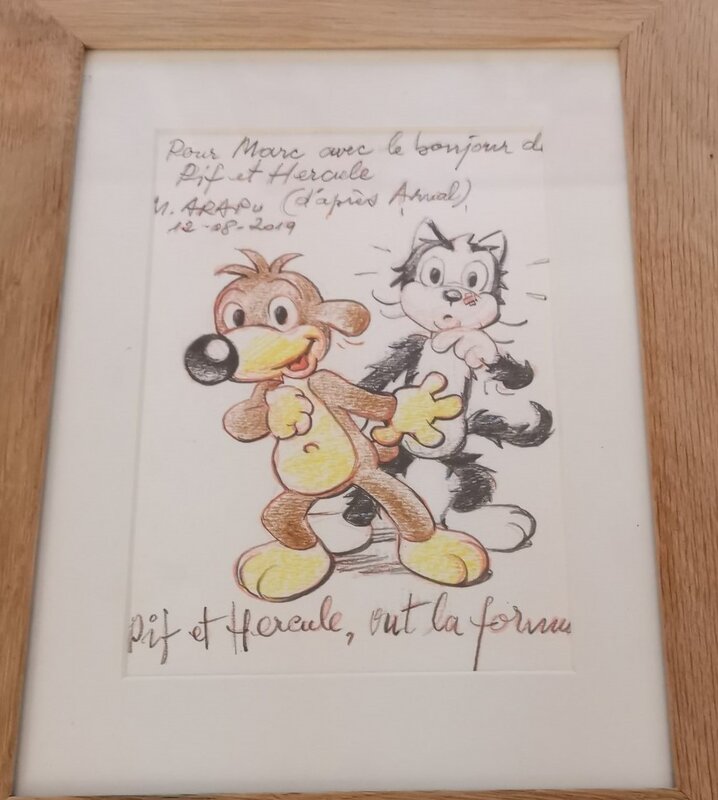 Pour Marc avec le bonjour de
Pif et Hercule
M. ARAPU (d'après Arnal)
12-08-2019
Pif et Hercule, ont la forme